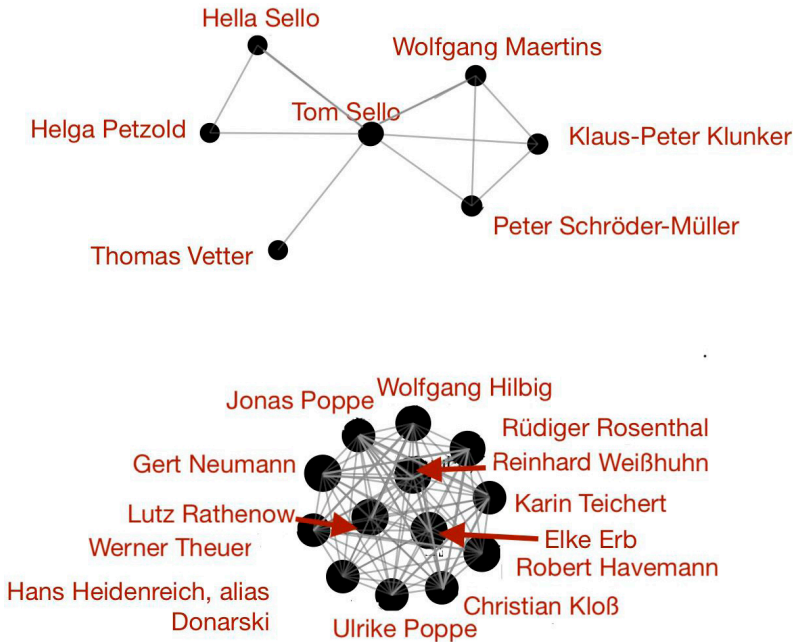 Hella Sello
Wolfgang Maertins
Tom Sello
Helga Petzold
Klaus-Peter Klunker
Peter Schröder-Müller
Thomas Vetter
Wolfgang Hilbig
Jonas Poppe
Rüdiger Rosenthal
Gert Neumann
Reinhard Weißhuhn
Karin Teichert
Lutz Rathenow
Elke Erb
Werner Theuer
Robert Havemann
Hans Heidenreich, alias
Donarski
Christian Kloß
Ulrike Poppe